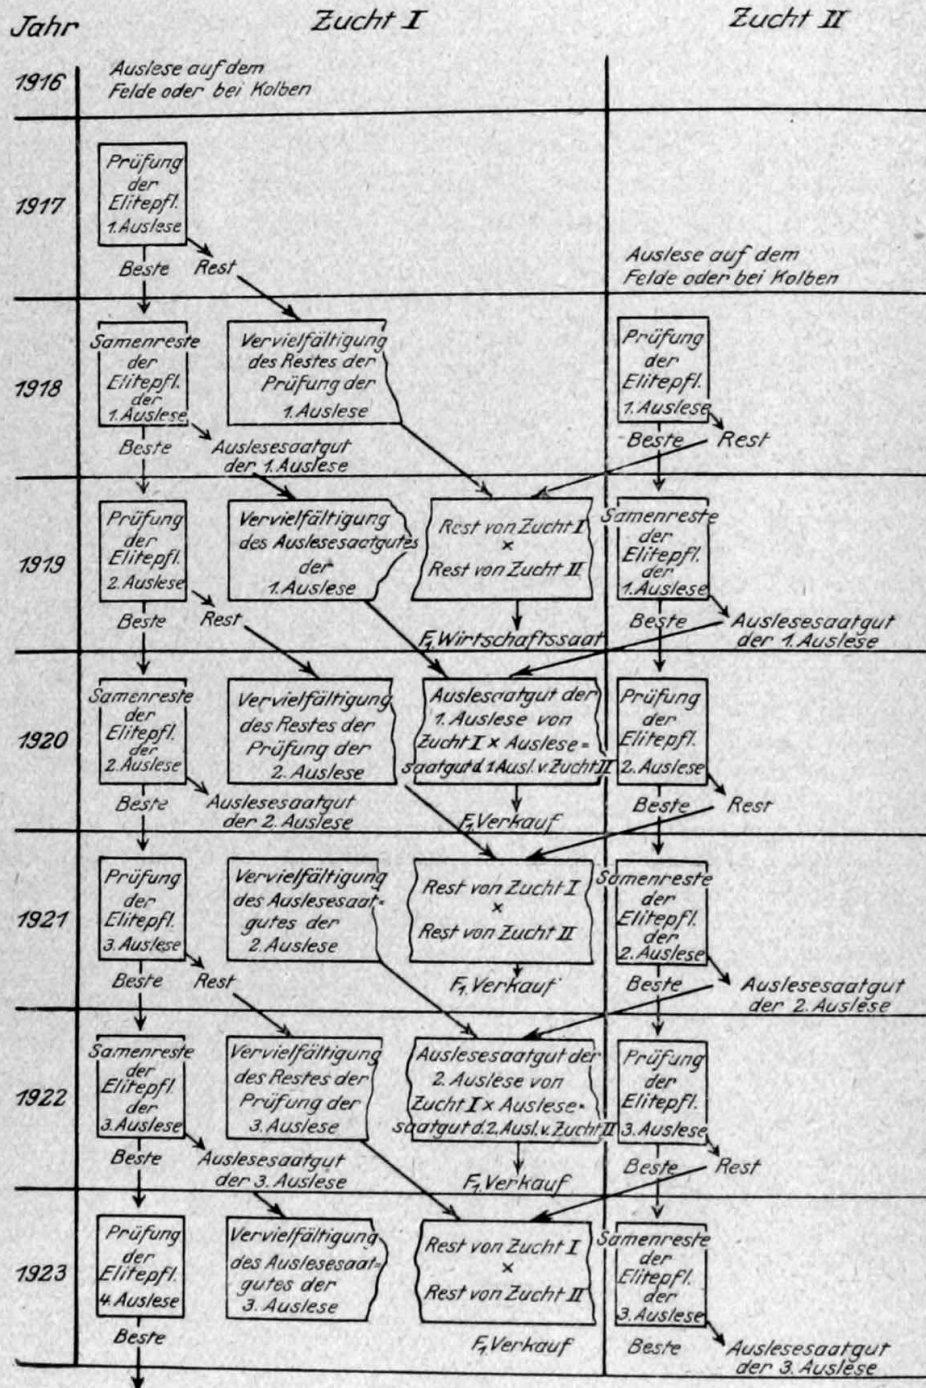 Jahr
Zucht I
Zucht II
1916
Auslese auf dem
Felde oder bei Kolben
1917
Prüfung
der
Elitepfl.
1. Auslese
Beste
Rest
Auslese auf dem
Felde oder bei Kolben
1918
Samenreste
der
Elitepfl.
der
1. Auslese
Beste
Auslesesaatgut
der 1. Auslese
Vervielfältigung
des Restes der
Prüfung der
1. Auslese
Prüfung
der
Elitepfl.
1. Auslese
Beste
Rest
1919
Prüfung
der
Elitepfl.
2. Auslese
Beste
Rest
Vervielfältigung
des Auslesesaatgutes
der
1. Auslese
Rest von Zucht I
×
Rest von Zucht II
F₁ Wirtschaftssaat
Samenreste
der
Elitepfl.
der
1. Auslese
Beste
Auslesesaatgut
der 1. Auslese
1920
Samenreste
der
Elitepfl.
der
2. Auslese
Beste
Auslesesaatgut
der 2. Auslese
Vervielfältigung
des Restes der
Prüfung der
2. Auslese
Auslesaatgut der
1. Auslese von
Zucht I × Auslese=
saatgut d. 1. Ausl. v. Zucht II
F₁ Verkauf
Prüfung
der
Elitepfl.
2. Auslese
Beste
Rest
1921
Prüfung
der
Elitepfl.
3. Auslese
Beste
Rest
Vervielfältigung
des Auslesesaat=
gutes der
2. Auslese
Rest von Zucht I
×
Rest von Zucht II
F₁ Verkauf
Samenreste
der
Elitepfl.
der
2. Auslese
Beste
Auslesesaatgut
der 2. Auslese
1922
Samenreste
der
Elitepfl.
der
3. Auslese
Beste
Auslesesaatgut
der 3. Auslese
Vervielfältigung
des Restes der
Prüfung der
3. Auslese
Auslesesaatgut der
2. Auslese von
Zucht I × Auslese=
saatgut d. 2. Ausl. v. Zucht II
F₁ Verkauf
Prüfung
der
Elitepfl.
3. Auslese
Beste
Rest
1923
Prüfung
der
Elitepfl.
4. Auslese
Beste
Vervielfältigung
des Auslesesaat=
gutes der
3. Auslese
Rest von Zucht I
×
Rest von Zucht II
F₁ Verkauf
Samenreste
der
Elitepfl.
der
3. Auslese
Beste
Auslesesaatgut
der 3. Auslese